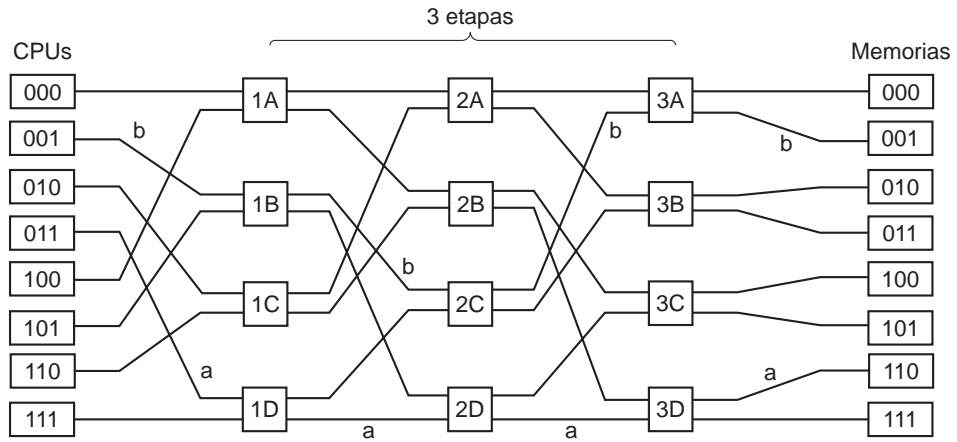 3 etapas
CPUs Memorias
000 1A 2A 3A 000
001 b b b 001
010 1B 2B 3B 010
011 011
100 b 1C 2C 3C 100
101 101
110 a a 110
111 1D a 2D a 3D 111